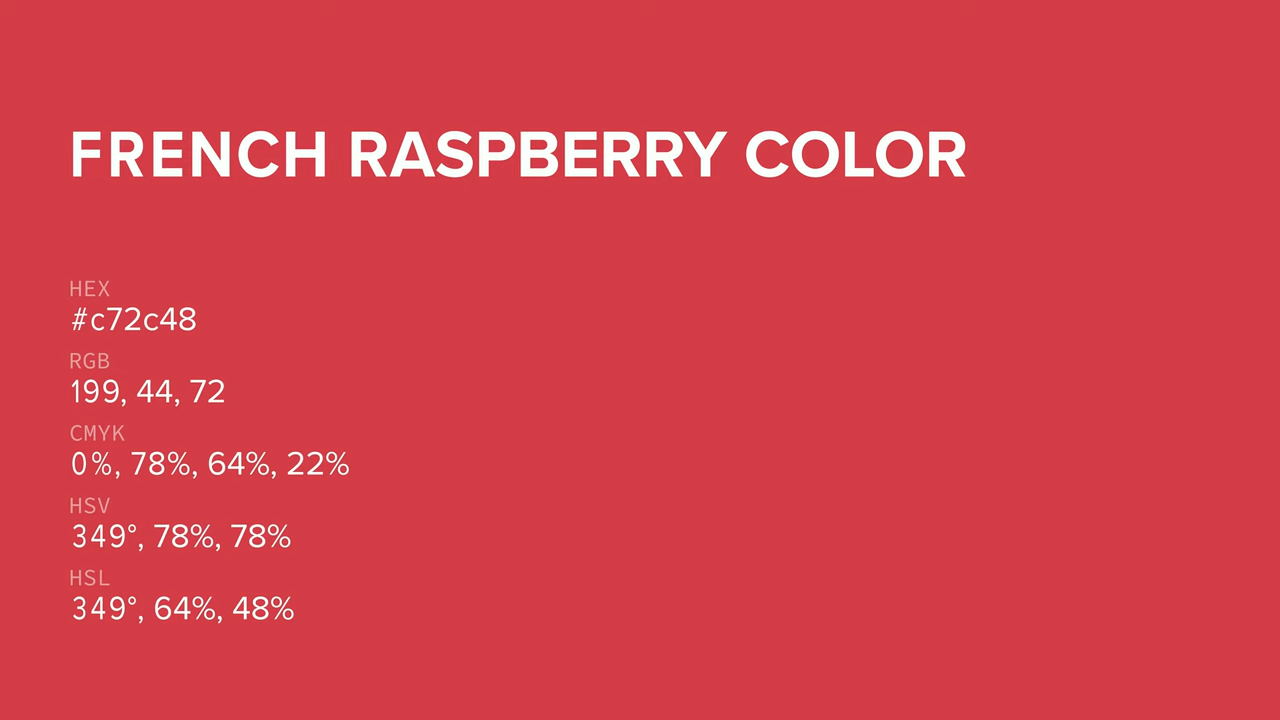 FRENCH RASPBERRY COLOR
HEX
#c72c48
RGB
199, 44, 72
CMYK
0%, 78%, 64%, 22%
HSV
349°, 78%, 78%
HSL
349°, 64%, 48%